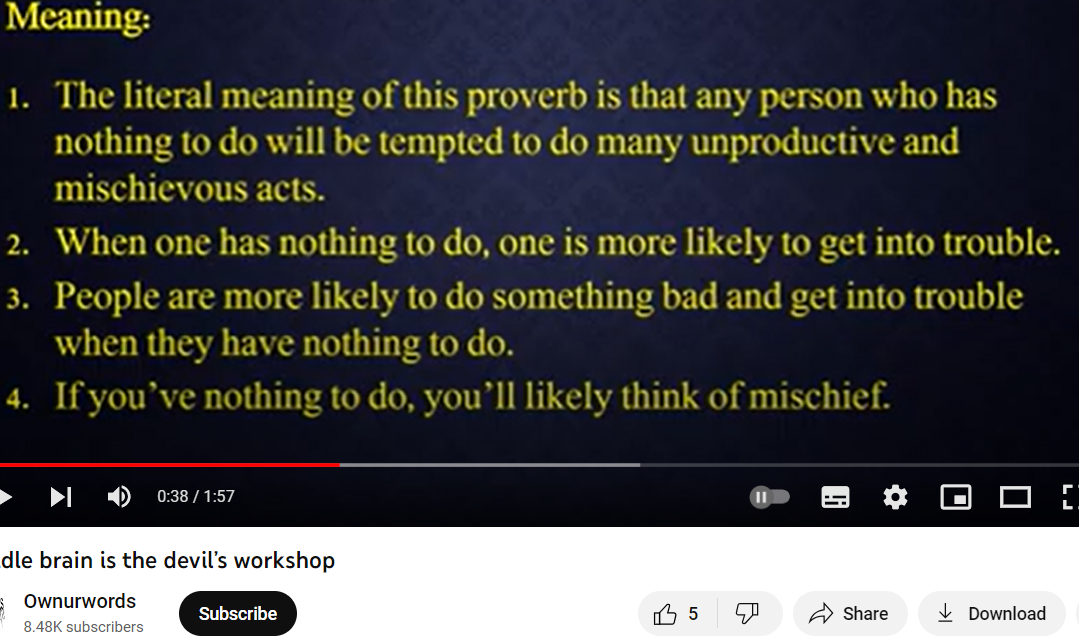 Meaning:
1. The literal meaning of this proverb is that any person who has
nothing to do will be tempted to do many unproductive and
mischievous acts.
2. When one has nothing to do, one is more likely to get into trouble.
3. People are more likely to do something bad and get into trouble
when they have nothing to do.
4. If you’ve nothing to do, you’ll likely think of mischief.
0:38 / 1:57
dle brain is the devil’s workshop
Ownurwords
8.48K subscribers
Subscribe
5
Share
Download